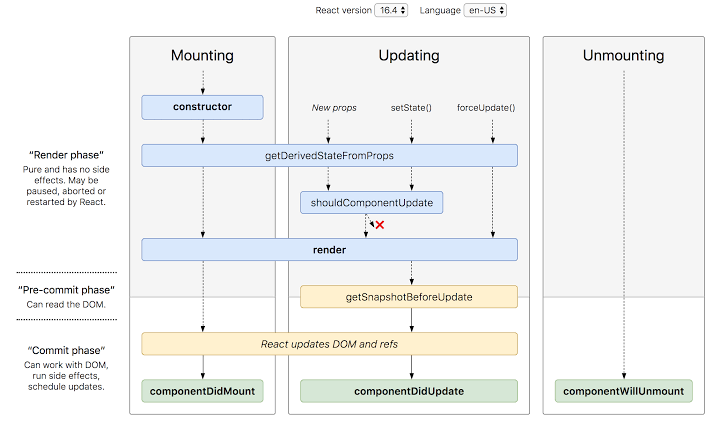 React version 16.4 Language en-US
Mounting
Updating
Unmounting
constructor
New props
setState()
forceUpdate()
“Render phase”
Pure and has no side
effects. May be
paused, aborted or
restarted by React.
getDerivedStateFromProps
shouldComponentUpdate
render
“Pre-commit phase”
Can read the DOM.
getSnapshotBeforeUpdate
“Commit phase”
Can work with DOM,
run side effects,
schedule updates.
React updates DOM and refs
componentDidMount
componentDidUpdate
componentWillUnmount